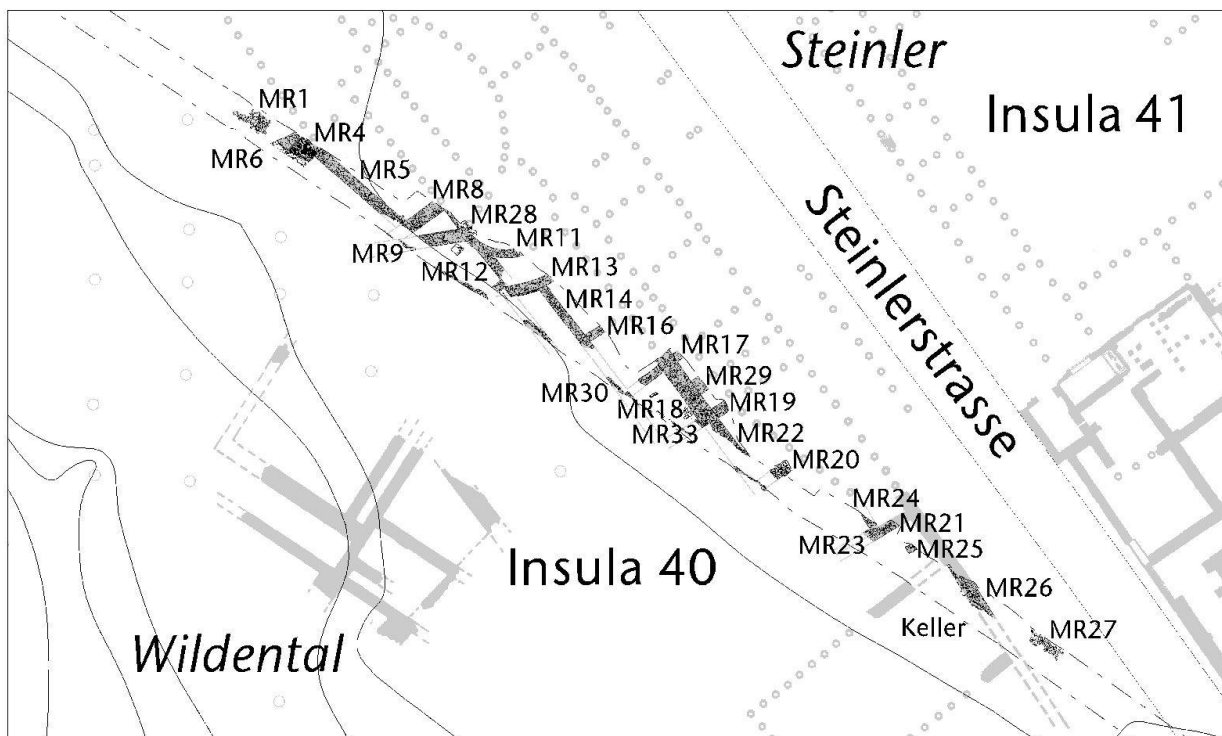 Steinler
Insula 41
MR1
MR4
MR6
MR5
MR8
MR28
MR11
MR9
MR12
MR13
MR14
MR16
Steinlerstrasse
MR17
MR29
MR30
MR18
MR19
MR33
MR22
MR20
MR24
MR21
MR23
MR25
Insula 40
MR26
Keller
MR27
Wildental